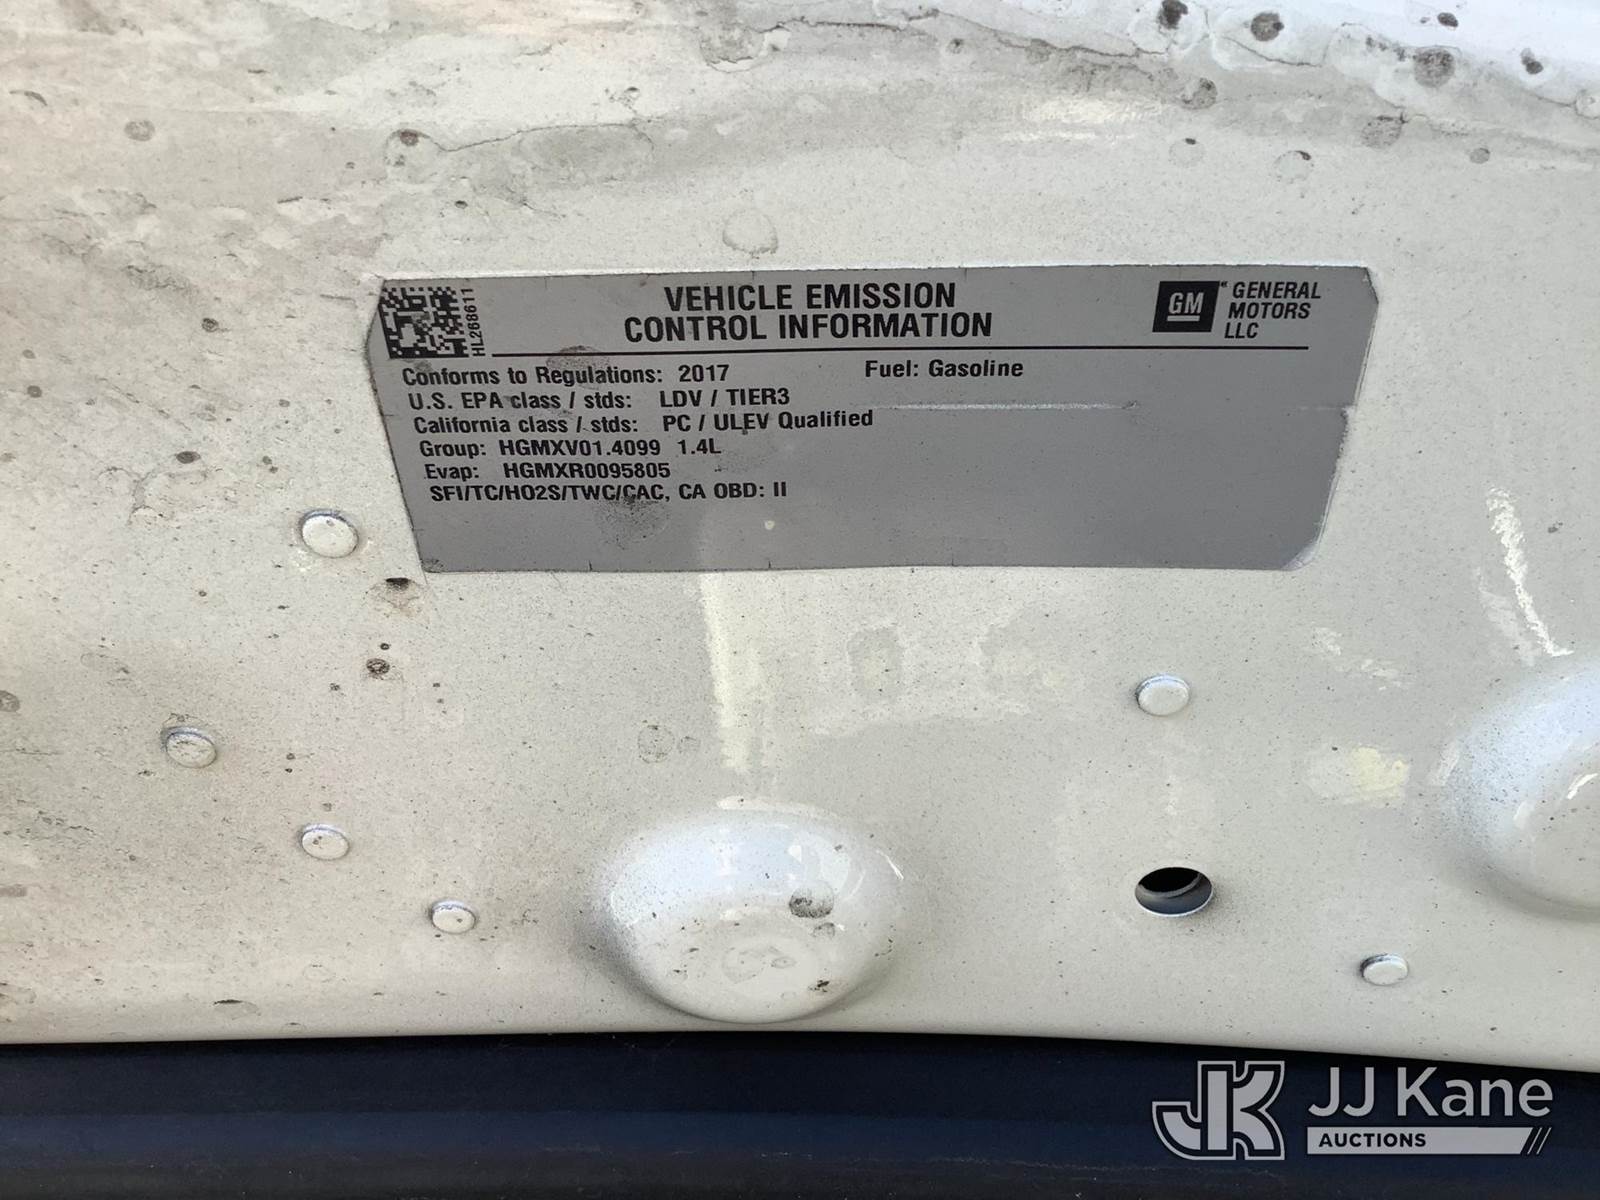 HL268611
VEHICLE EMISSION
CONTROL INFORMATION
GM
GENERAL
MOTORS
LLC
Conforms to Regulations: 2017 Fuel: Gasoline
U.S. EPA class / stds: LDV / TIER3
California class / stds: PC / ULEV Qualified
Group: HGMXV01.4099 1.4L
Evap: HGMXR0095805
SFI/TC/HO2S/TWC/CAC, CA OBD: II
JK
JJ Kane
AUCTIONS